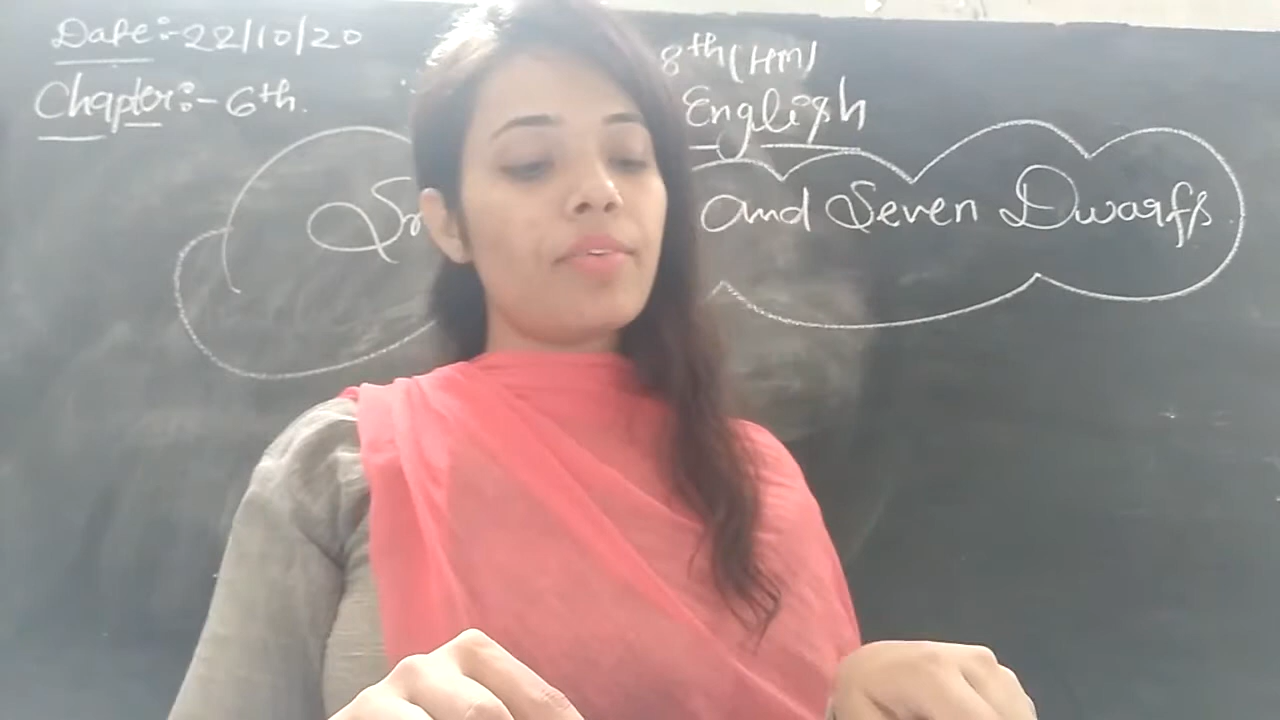 Date:-22/10/20
8th (HM)
Chapter:-6th.
English
and Seven Dwarfs